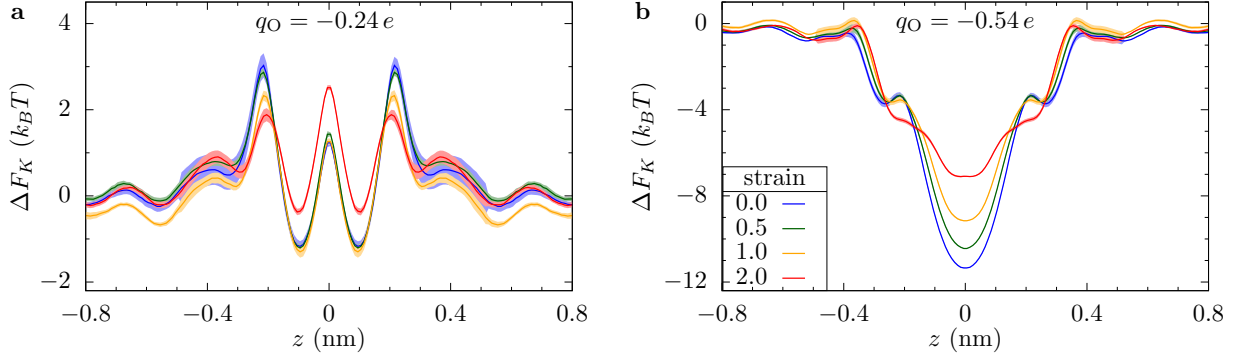 a
q_O = −0.24 e
ΔF_K (k_BT)
4
2
0
−2
−0.8 −0.4 0 0.4 0.8
z (nm)
b
q_O = −0.54 e
ΔF_K (k_BT)
0
−4
−8
−12
strain
0.0
0.5
1.0
2.0
−0.8 −0.4 0 0.4 0.8
z (nm)